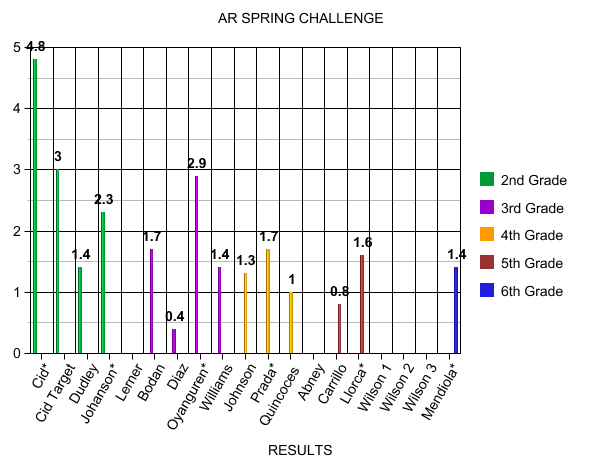 AR SPRING CHALLENGE
5
4
3
2
1
0
4.8
3
1.4
2.3
1.7
0.4
2.9
1.4
1.3
1.7
1
0.8
1.6
1.4
Cid*
Cid Target
Dudley
Johanson*
Lerner
Bodan
Diaz
Oyanguren*
Williams
Johnson
Prada*
Quincoces
Abney
Carrillo
Llorca*
Wilson 1
Wilson 2
Wilson 3
Mendiola*
RESULTS
2nd Grade
3rd Grade
4th Grade
5th Grade
6th Grade